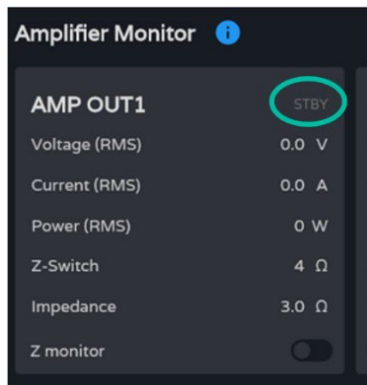 Amplifier Monitor i
AMP OUT1 STBY
Voltage (RMS) 0.0 V
Current (RMS) 0.0 A
Power (RMS) 0 W
Z-Switch 4 Ω
Impedance 3.0 Ω
Z monitor